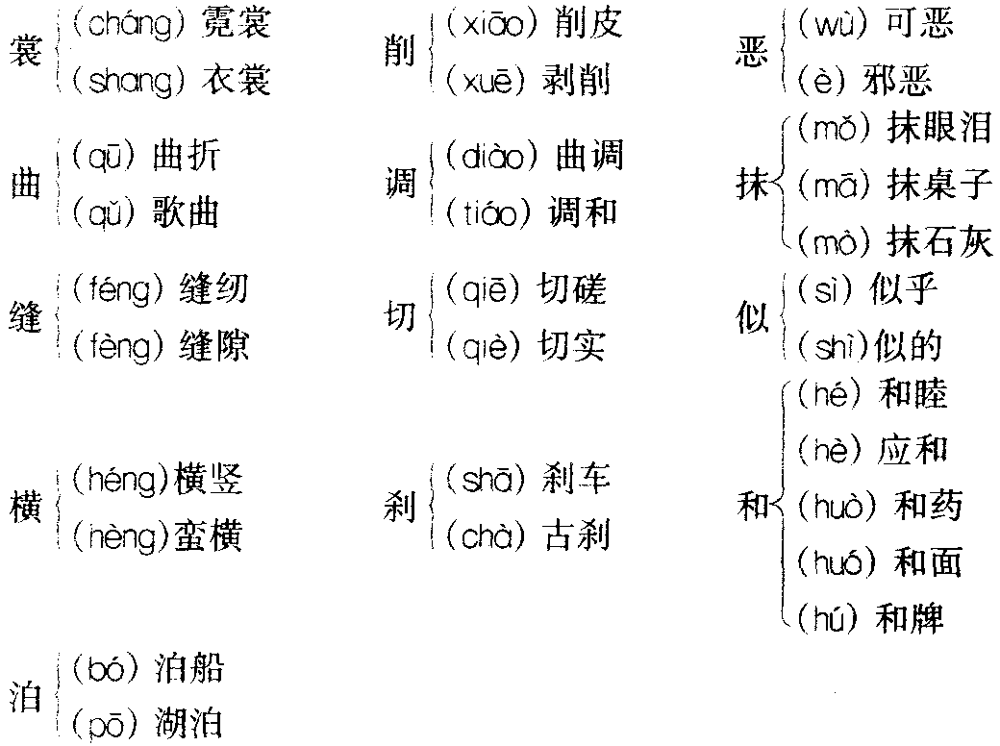 裳 (cháng) 霓裳
(shang) 衣裳
削 (xiāo) 削皮
(xuē) 剥削
恶 (wù) 可恶
(è) 邪恶
曲 (qū) 曲折
(qǔ) 歌曲
调 (diào) 曲调
(tiáo) 调和
抹 (mǒ) 抹眼泪
(mā) 抹桌子
(mò) 抹石灰
缝 (féng) 缝纫
(fèng) 缝隙
切 (qiē) 切磋
(qiè) 切实
似 (sì) 似乎
(shì) 似的
横 (héng) 横竖
(hèng) 蛮横
刹 (shā) 刹车
(chà) 古刹
和 (hé) 和睦
(hè) 应和
(huò) 和药
(huó) 和面
(hú) 和牌
泊 (bó) 泊船
(pō) 湖泊